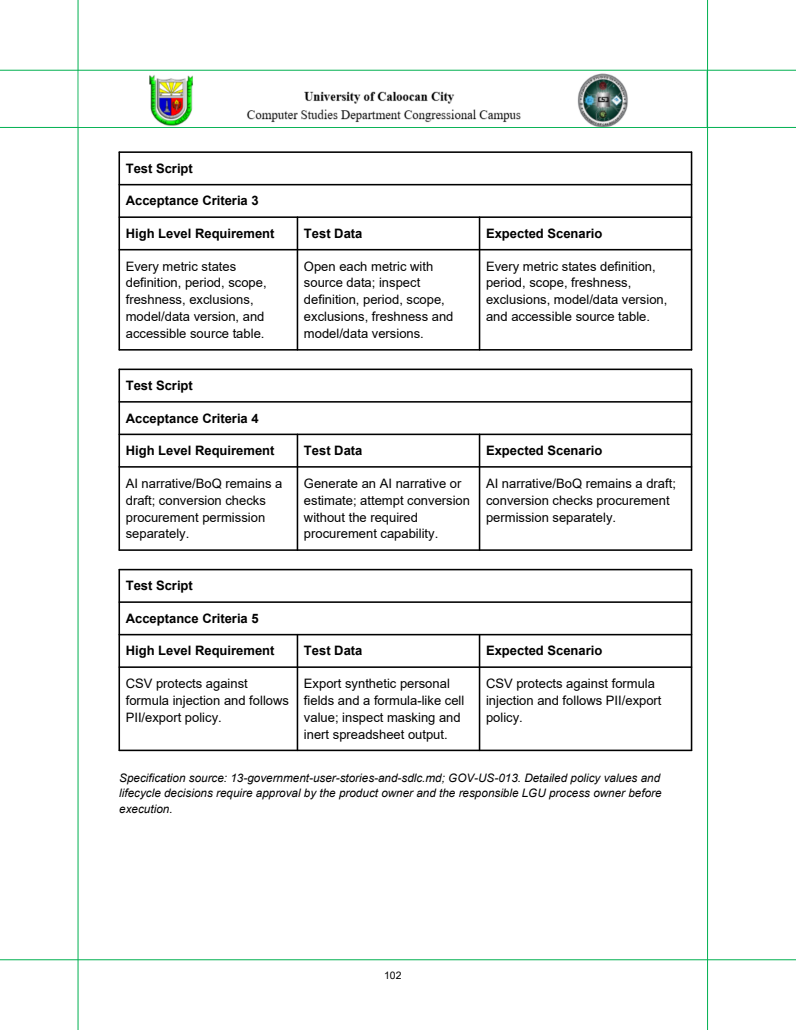 University of Caloocan City
Computer Studies Department Congressional Campus
Test Script
Acceptance Criteria 3
High Level Requirement
Test Data
Expected Scenario
Every metric states
definition, period, scope,
freshness, exclusions,
model/data version, and
accessible source table.
Open each metric with
source data; inspect
definition, period, scope,
exclusions, freshness and
model/data versions.
Every metric states definition,
period, scope, freshness,
exclusions, model/data version,
and accessible source table.
Test Script
Acceptance Criteria 4
High Level Requirement
Test Data
Expected Scenario
AI narrative/BoQ remains a
draft; conversion checks
procurement permission
separately.
Generate an AI narrative or
estimate; attempt conversion
without the required
procurement capability.
AI narrative/BoQ remains a draft;
conversion checks procurement
permission separately.
Test Script
Acceptance Criteria 5
High Level Requirement
Test Data
Expected Scenario
CSV protects against
formula injection and follows
PII/export policy.
Export synthetic personal
fields and a formula-like cell
value; inspect masking and
inert spreadsheet output.
CSV protects against formula
injection and follows PII/export
policy.
Specification source: 13-government-user-stories-and-sdlc.md; GOV-US-013. Detailed policy values and
lifecycle decisions require approval by the product owner and the responsible LGU process owner before
execution.
102